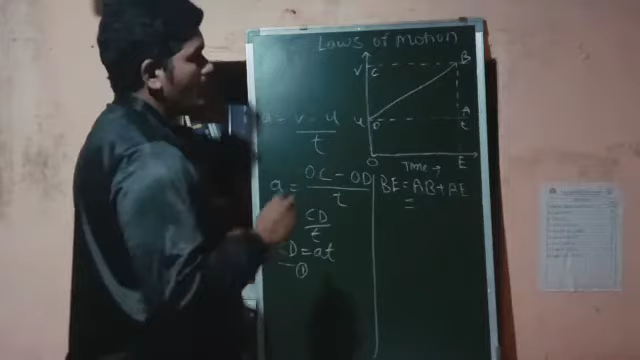 Laws of Motion
V C B
a = v - u / t
u D A
t
O Time → E
a = OC - OD / t
BE = AB + AE
=
CD / t
CD = at
— ①